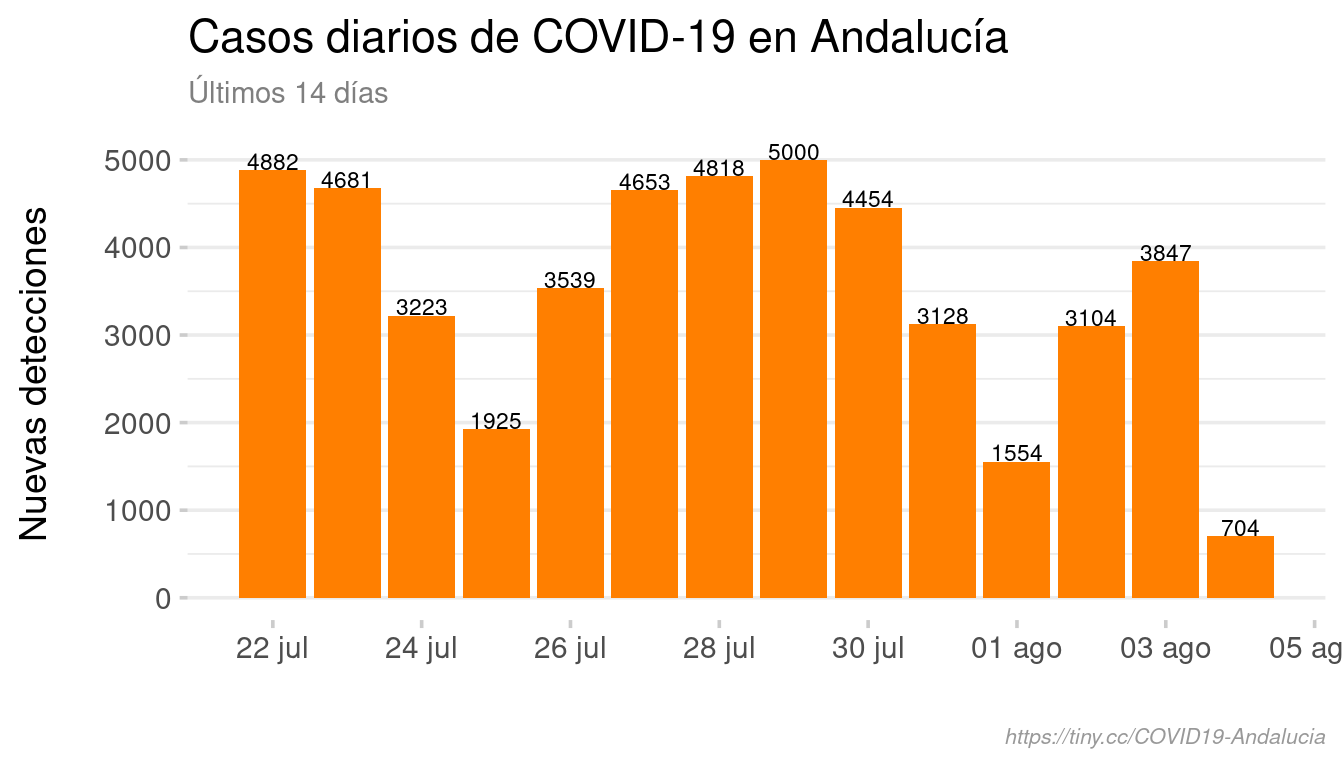 Casos diarios de COVID-19 en Andalucía
Últimos 14 días
Nuevas detecciones
5000
4000
3000
2000
1000
0
4882
4681
3223
1925
3539
4653
4818
5000
4454
3128
1554
3104
3847
704
22 jul
24 jul
26 jul
28 jul
30 jul
01 ago
03 ago
05 ag
https://tiny.cc/COVID19-Andalucia